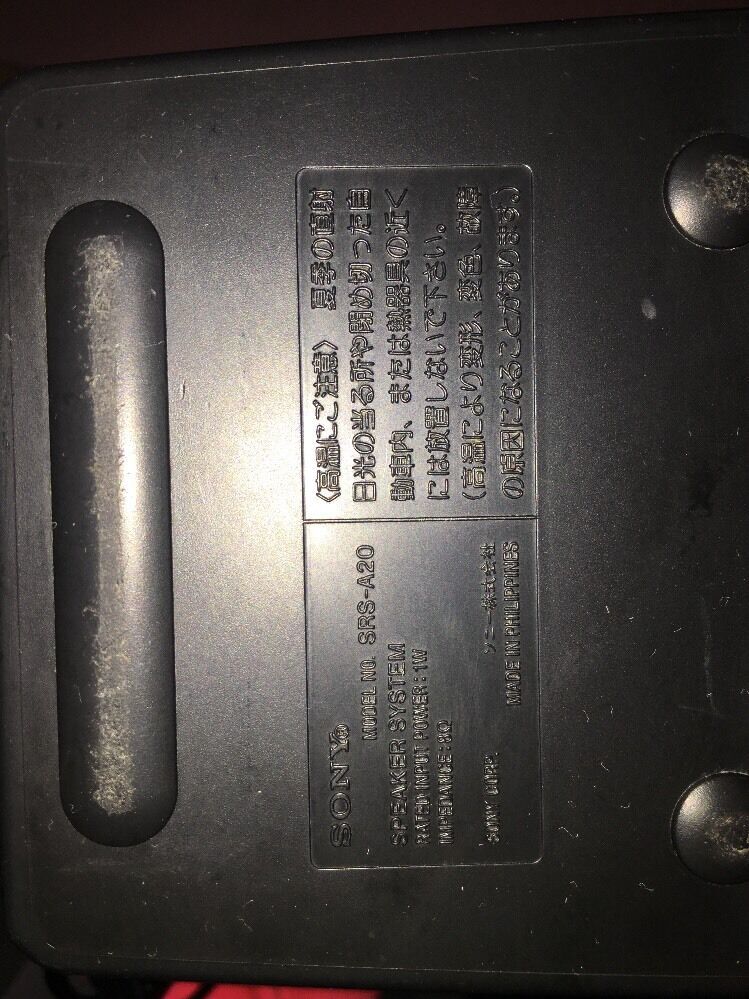 SONY®
MODEL NO. SRS-A20
SPEAKER SYSTEM
RATED INPUT POWER: 1W
IMPEDANCE: 8Ω
ソニー株式会社
SONY CORP. MADE IN PHILIPPINES
〈高温にご注意〉 夏季の直射
日光の当る所や閉め切った自
動車内、または熱器具の近く
には放置しないで下さい。
(高温により変形、変色、故障
の原因になることがあります。)